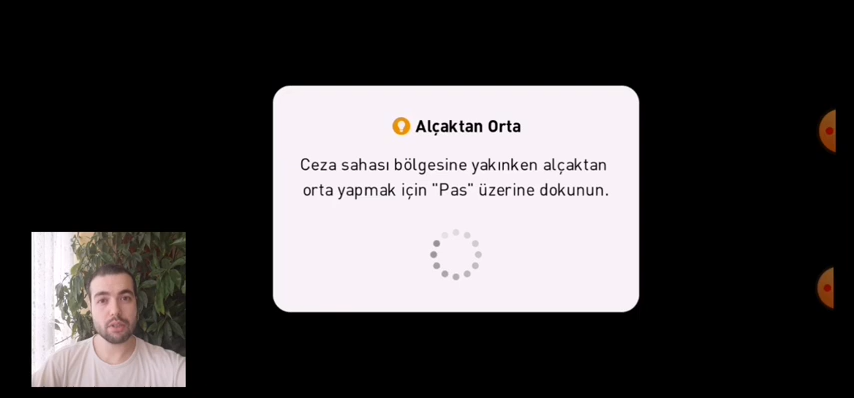 Alçaktan Orta
Ceza sahası bölgesine yakınken alçaktan
orta yapmak için "Pas" üzerine dokunun.